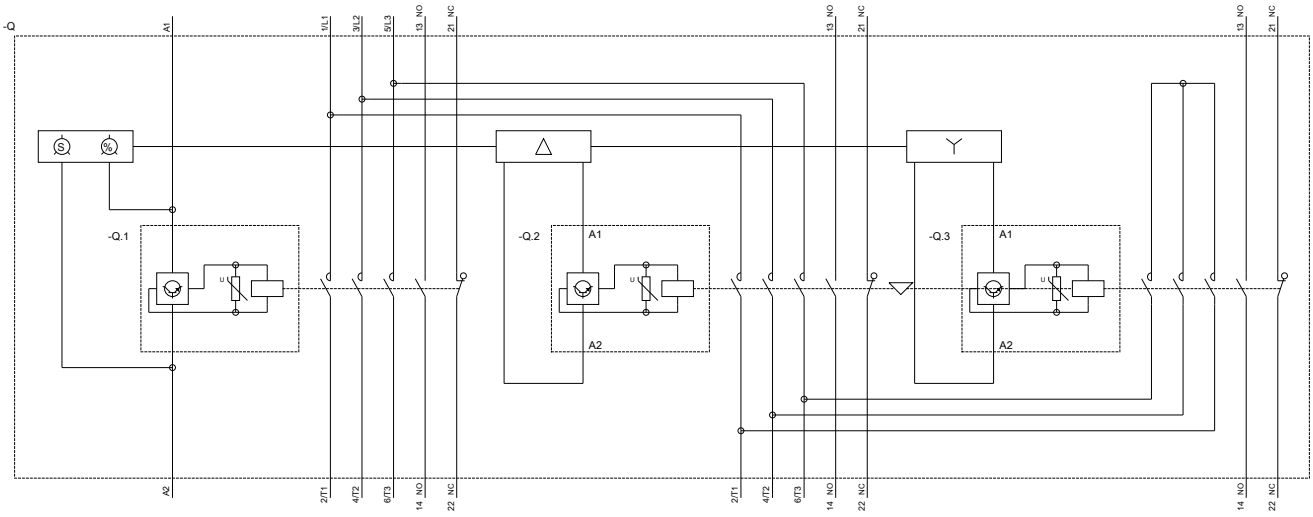 -Q
A1
1/L1
3/L2
5/L3
13 NO
21 NC
13 NO
21 NC
13 NO
21 NC
S
%
-Q.1
U
-Q.2
A1
U
A2
-Q.3
A1
U
A2
A2
2/T1
4/T2
6/T3
14 NO
22 NC
2/T1
4/T2
6/T3
14 NO
22 NC
14 NO
22 NC